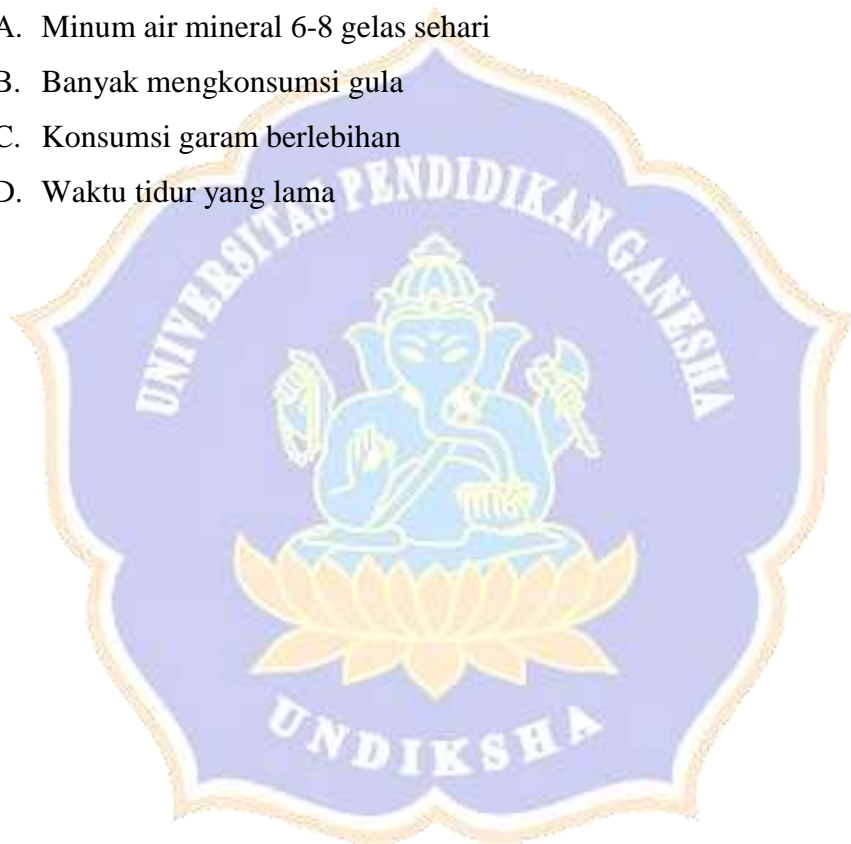 A. Minum air mineral 6-8 gelas sehari
B. Banyak mengkonsumsi gula
C. Konsumsi garam berlebihan
D. Waktu tidur yang lama
UNIVERSITAS PENDIDIKAN GANESHA
UNDIKSHA